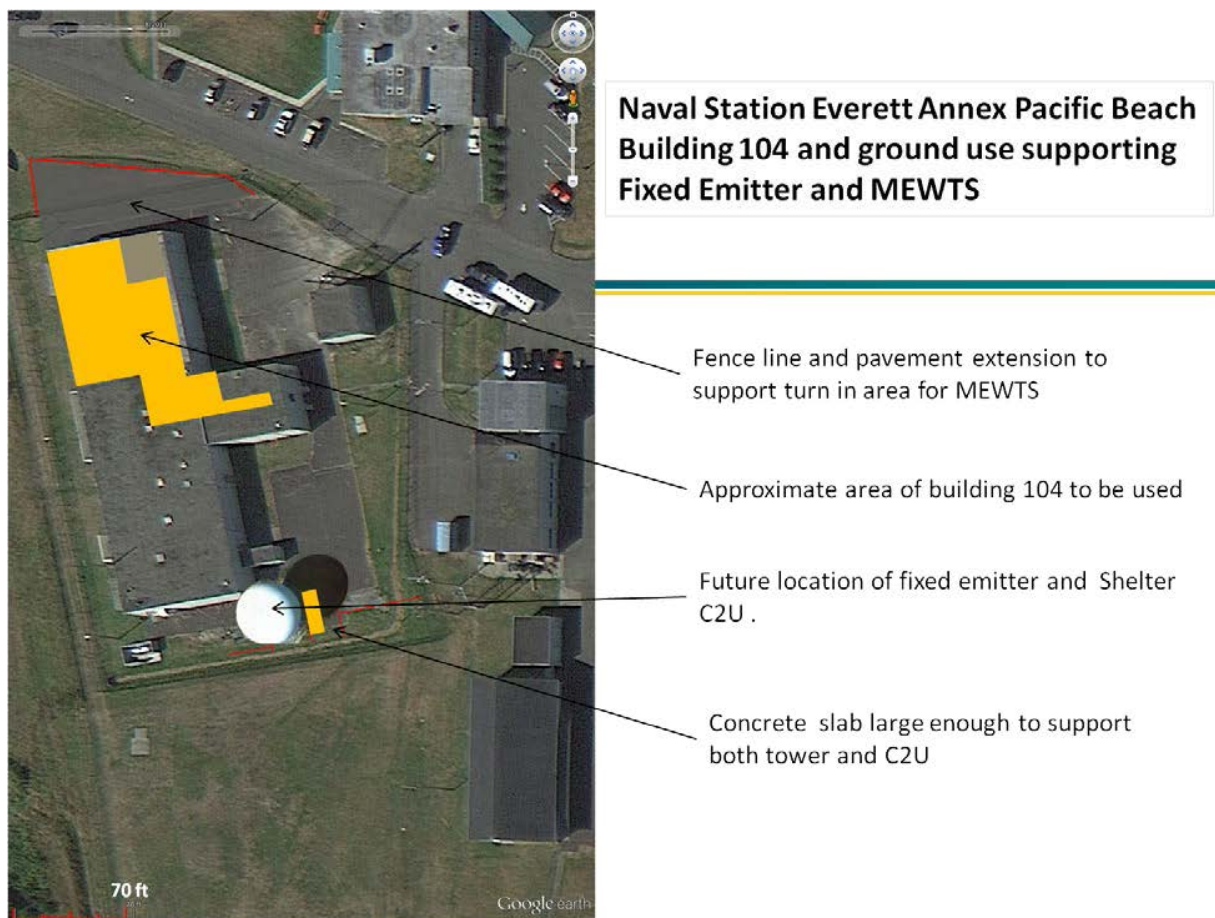 Naval Station Everett Annex Pacific Beach
Building 104 and ground use supporting
Fixed Emitter and MEWTS
Fence line and pavement extension to
support turn in area for MEWTS
Approximate area of building 104 to be used
Future location of fixed emitter and Shelter
C2U .
Concrete slab large enough to support
both tower and C2U
70 ft
Google earth